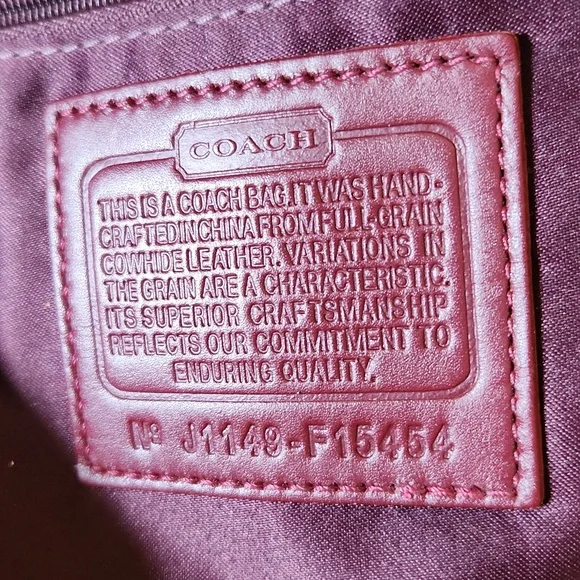 COACH
THIS IS A COACH BAG.IT WAS HAND-
CRAFTED IN CHINA FROM FULL-GRAIN
COWHIDE LEATHER. VARIATIONS IN
THE GRAIN ARE A CHARACTERISTIC.
ITS SUPERIOR CRAFTSMANSHIP
REFLECTS OUR COMMITMENT TO
ENDURING QUALITY.
Nº J1149-F15454